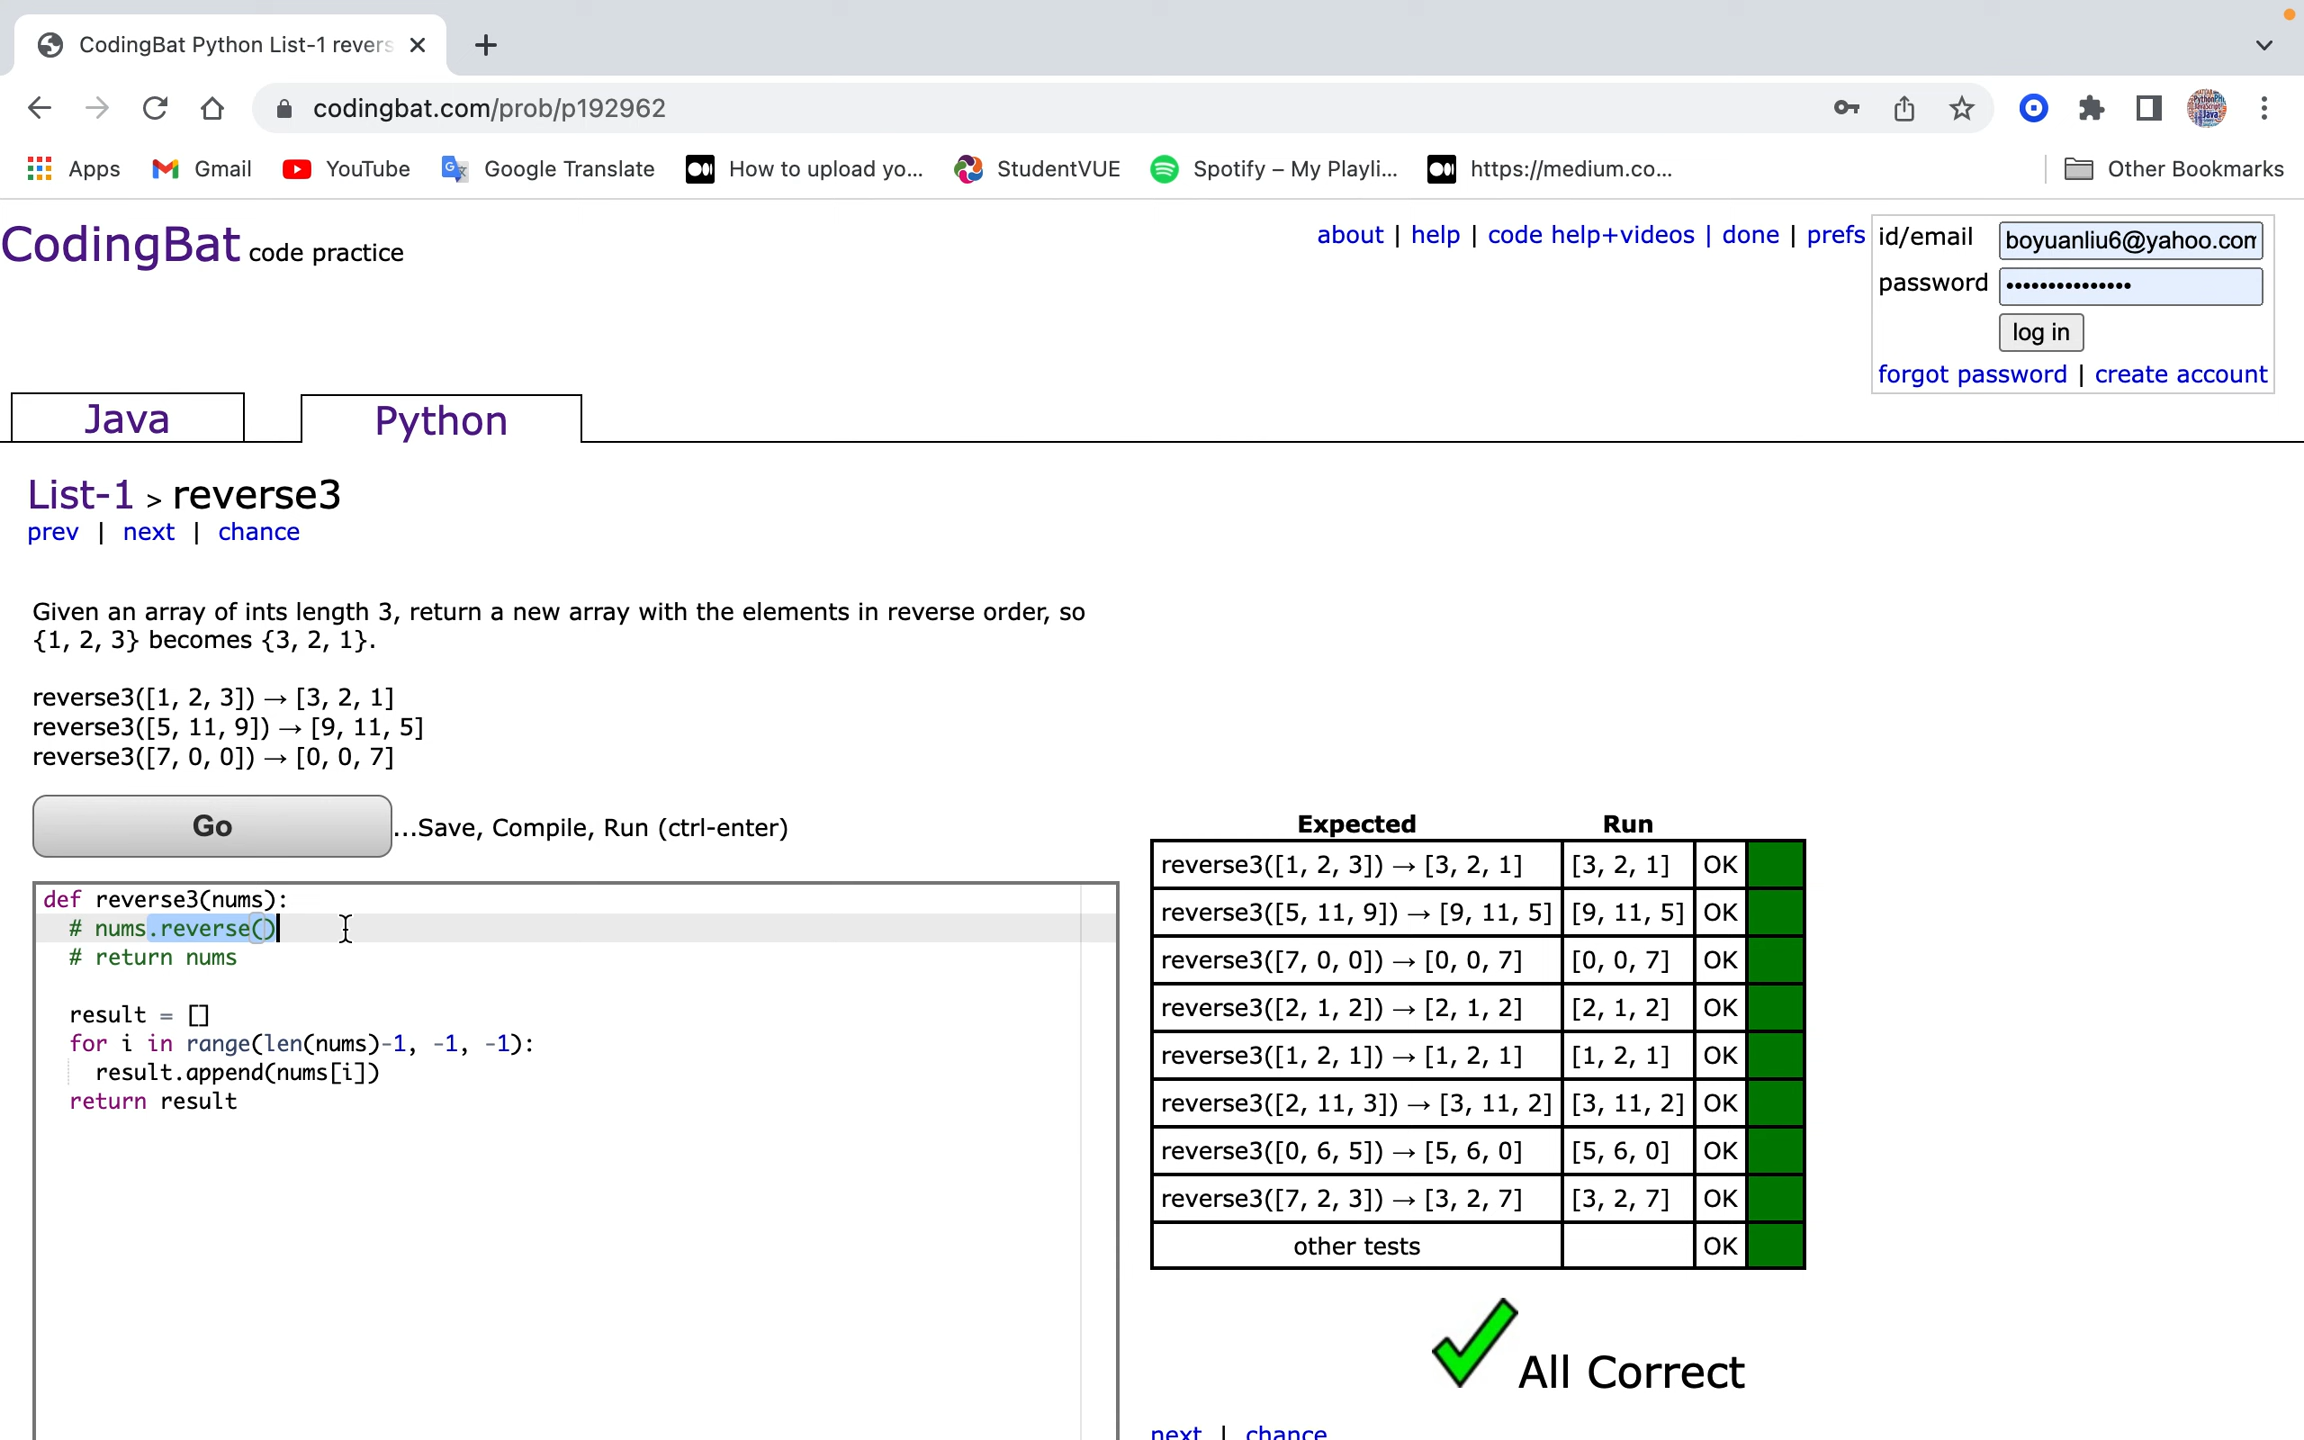 CodingBat Python List-1 revers
codingbat.com/prob/p192962
Apps Gmail YouTube Google Translate How to upload yo... StudentVUE Spotify – My Playli... https://medium.co... Other Bookmarks
CodingBat code practice
about | help | code help+videos | done | prefs
id/email boyuanliu6@yahoo.com
password •••••••••••••••
log in
forgot password | create account
Java
Python
List-1 > reverse3
prev | next | chance
Given an array of ints length 3, return a new array with the elements in reverse order, so
{1, 2, 3} becomes {3, 2, 1}.
reverse3([1, 2, 3]) → [3, 2, 1]
reverse3([5, 11, 9]) → [9, 11, 5]
reverse3([7, 0, 0]) → [0, 0, 7]
Go
...Save, Compile, Run (ctrl-enter)
def reverse3(nums):
# nums.reverse()
# return nums
result = []
for i in range(len(nums)-1, -1, -1):
result.append(nums[i])
return result
Expected Run
reverse3([1, 2, 3]) → [3, 2, 1] [3, 2, 1] OK
reverse3([5, 11, 9]) → [9, 11, 5] [9, 11, 5] OK
reverse3([7, 0, 0]) → [0, 0, 7] [0, 0, 7] OK
reverse3([2, 1, 2]) → [2, 1, 2] [2, 1, 2] OK
reverse3([1, 2, 1]) → [1, 2, 1] [1, 2, 1] OK
reverse3([2, 11, 3]) → [3, 11, 2] [3, 11, 2] OK
reverse3([0, 6, 5]) → [5, 6, 0] [5, 6, 0] OK
reverse3([7, 2, 3]) → [3, 2, 7] [3, 2, 7] OK
other tests OK
All Correct
next | chance